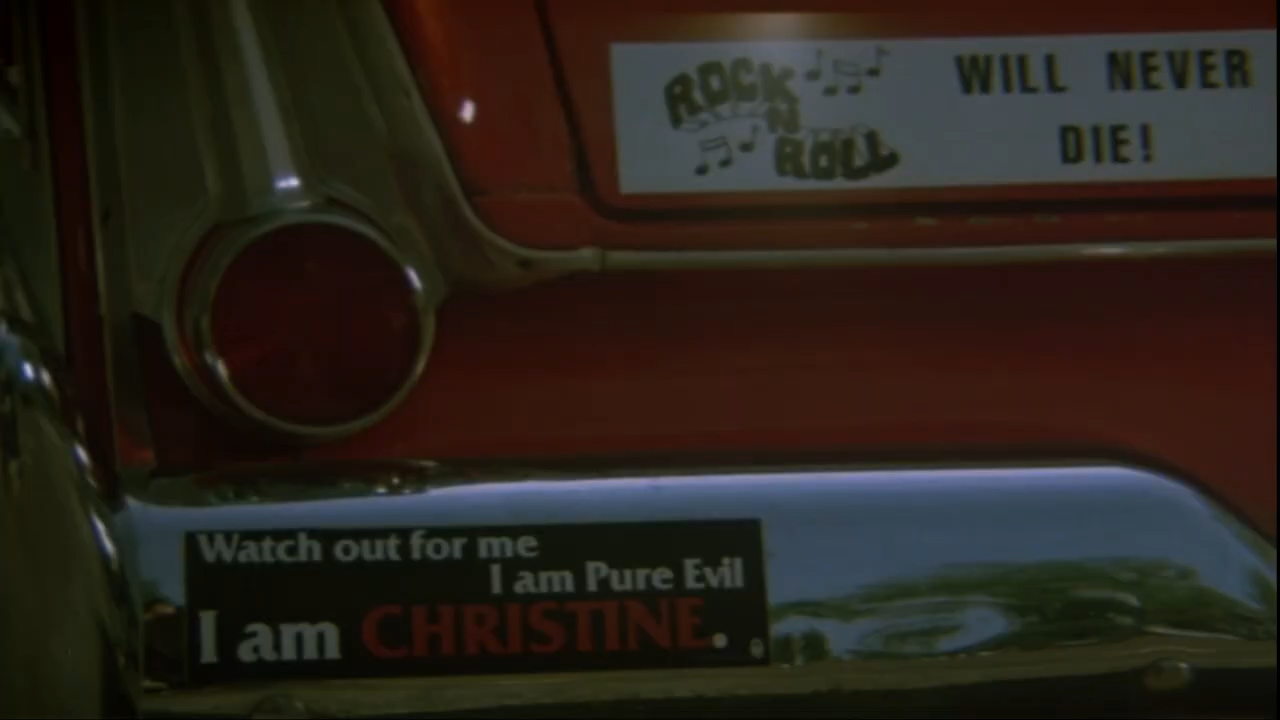 ROCK
N
ROLL
WILL NEVER
DIE!
Watch out for me
I am Pure Evil
I am CHRISTINE.